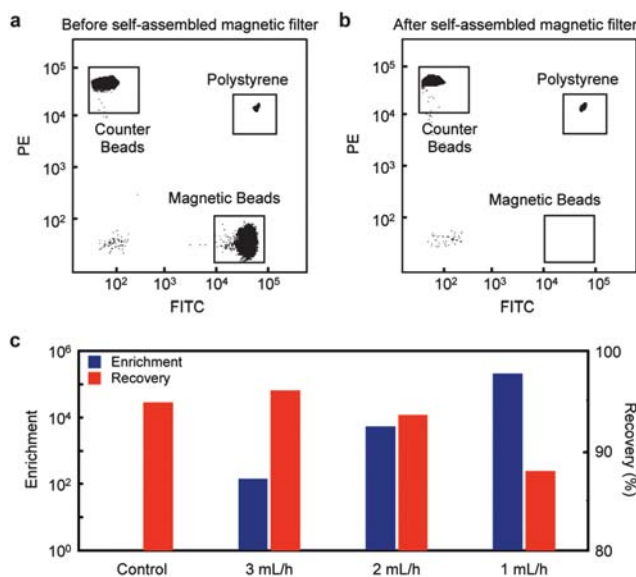 a Before self-assembled magnetic filter
b After self-assembled magnetic filter
10⁵
10⁴
10³
10²
PE
Counter
Beads
Polystyrene
Magnetic Beads
10² 10³ 10⁴ 10⁵
FITC
10⁵
10⁴
10³
10²
PE
Counter
Beads
Polystyrene
Magnetic Beads
10² 10³ 10⁴ 10⁵
FITC
c
Enrichment
Recovery
10⁶
10⁴
10²
10⁰
Enrichment
100
90
80
Recovery (%)
Control 3 mL/h 2 mL/h 1 mL/h